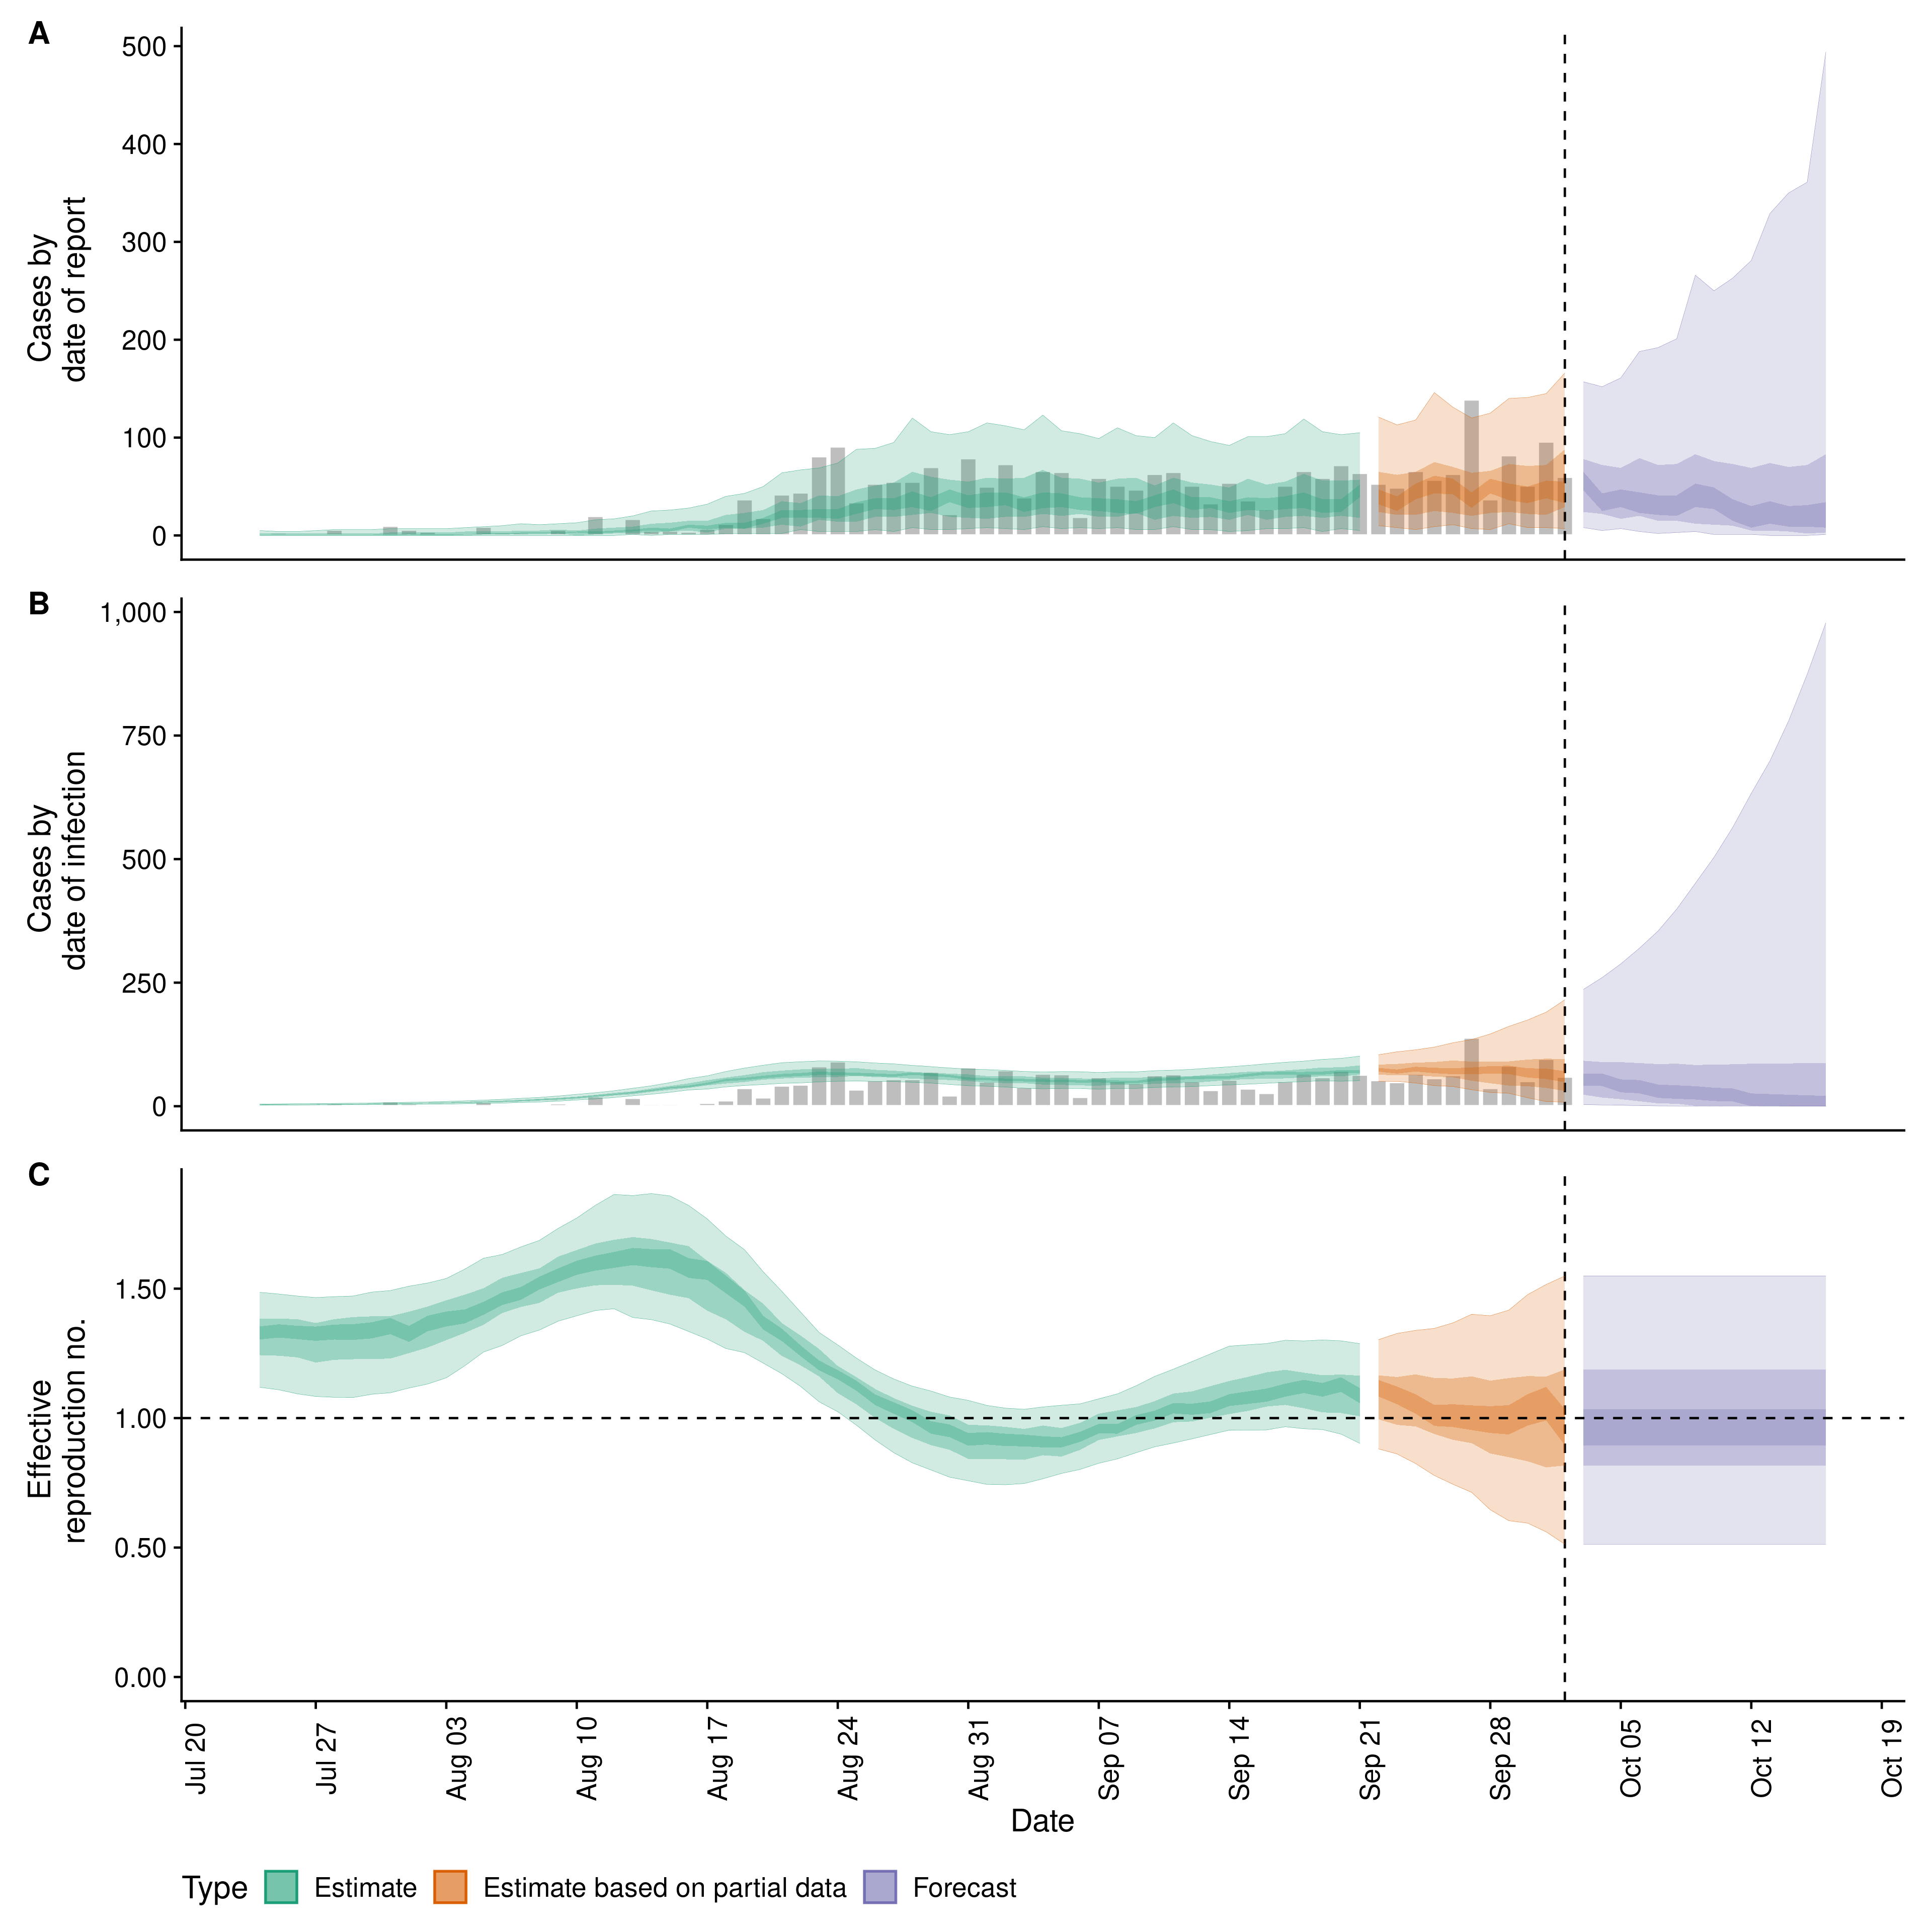 A
500
400
300
200
100
0
Cases by
date of report
B
1,000
750
500
250
0
Cases by
date of infection
C
1.50
1.00
0.50
0.00
Effective
reproduction no.
Jul 20
Jul 27
Aug 03
Aug 10
Aug 17
Aug 24
Aug 31
Sep 07
Sep 14
Sep 21
Sep 28
Oct 05
Oct 12
Oct 19
Date
Type Estimate Estimate based on partial data Forecast